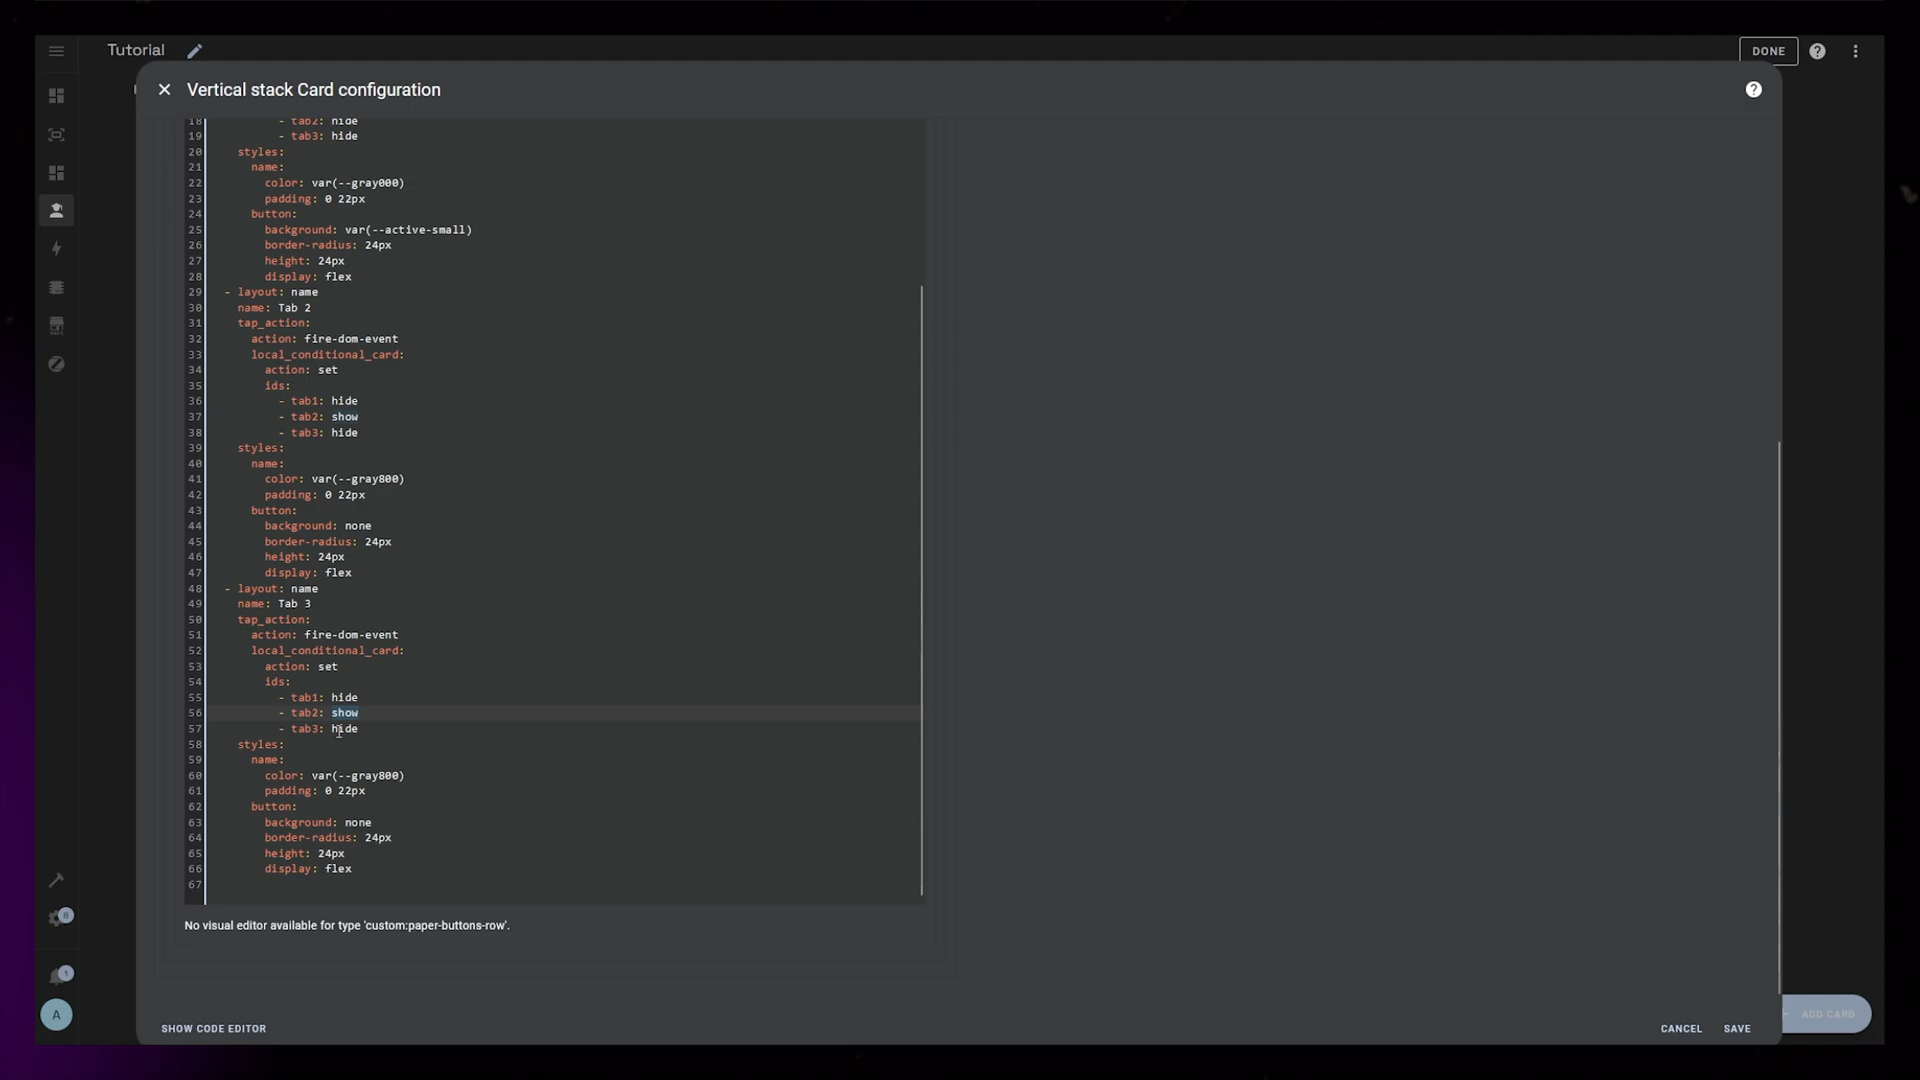 Tutorial
DONE
Vertical stack Card configuration
18 - tab2: hide
19 - tab3: hide
20 styles:
21 name:
22 color: var(--gray000)
23 padding: 0 22px
24 button:
25 background: var(--active-small)
26 border-radius: 24px
27 height: 24px
28 display: flex
29 - layout: name
30 name: Tab 2
31 tap_action:
32 action: fire-dom-event
33 local_conditional_card:
34 action: set
35 ids:
36 - tab1: hide
37 - tab2: show
38 - tab3: hide
39 styles:
40 name:
41 color: var(--gray800)
42 padding: 0 22px
43 button:
44 background: none
45 border-radius: 24px
46 height: 24px
47 display: flex
48 - layout: name
49 name: Tab 3
50 tap_action:
51 action: fire-dom-event
52 local_conditional_card:
53 action: set
54 ids:
55 - tab1: hide
56 - tab2: show
57 - tab3: hide
58 styles:
59 name:
60 color: var(--gray800)
61 padding: 0 22px
62 button:
63 background: none
64 border-radius: 24px
65 height: 24px
66 display: flex
67
8
No visual editor available for type 'custom:paper-buttons-row'.
1
A
ADD CARD
SHOW CODE EDITOR
CANCEL
SAVE